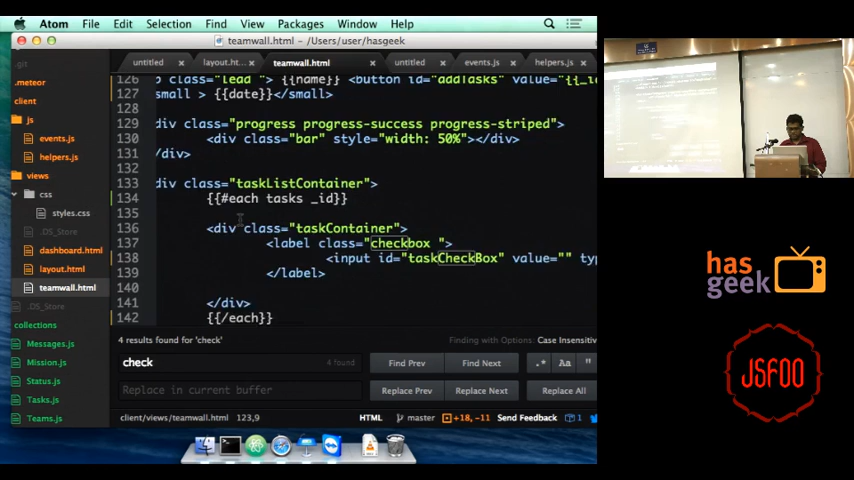 Atom File Edit Selection Find View Packages Window Help
teamwall.html - /Users/user/hasgeek
.git
.meteor
client
js
events.js
helpers.js
views
css
styles.css
.DS_Store
dashboard.html
layout.html
teamwall.html
.DS_Store
collections
Messages.js
Mission.js
Status.js
Tasks.js
Teams.js
untitled layout.ht... teamwall.html untitled events.js helpers.js
126 p class="lead "> {{name}} <button id="addTasks" value="{{_i
127 small > {{date}}</small>
128
129 div class="progress progress-success progress-striped">
130 <div class="bar" style="width: 50%"></div>
131 /div>
132
133 div class="taskListContainer">
134 {{#each tasks _id}}
135
136 <div class="taskContainer">
137 <label class="checkbox ">
138 <input id="taskCheckBox" value="" typ
139 </label>
140
141 </div>
142 {{/each}}
4 results found for 'check' Finding with Options: Case Insensitiv
check 4 found Find Prev Find Next .* Aa "
Replace in current buffer Replace Prev Replace Next Replace All
client/views/teamwall.html 123,9 HTML master +18, -11 Send Feedback 1
has
geek
JSFOO